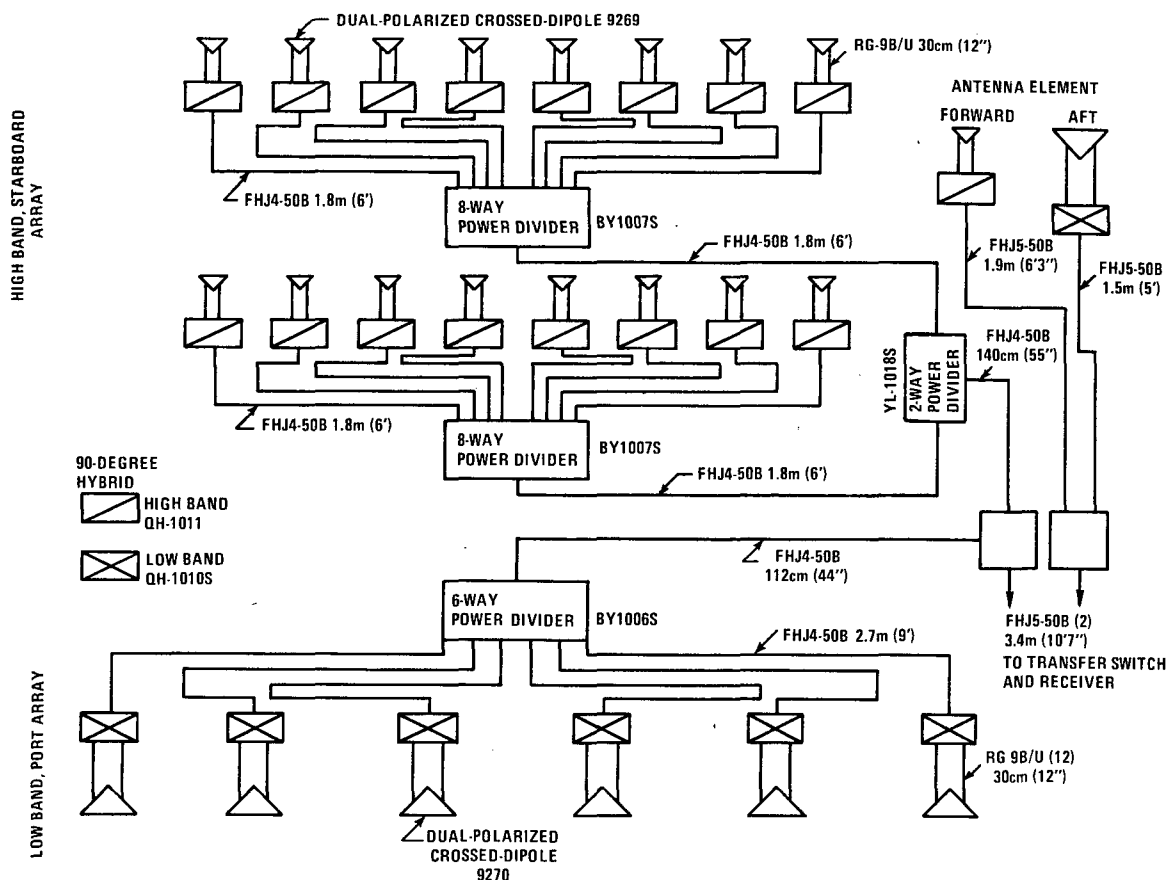 DUAL-POLARIZED CROSSED-DIPOLE 9269
RG-9B/U 30cm (12")
HIGH BAND, STARBOARD
ARRAY
ANTENNA ELEMENT
FORWARD
AFT
FHJ4-50B 1.8m (6')
8-WAY
POWER DIVIDER
BY1007S
FHJ4-50B 1.8m (6')
FHJ5-50B
1.9m (6'3")
FHJ5-50B
1.5m (5')
FHJ4-50B
140cm (55")
YL-1018S
2-WAY
POWER
DIVIDER
FHJ4-50B 1.8m (6')
8-WAY
POWER DIVIDER
BY1007S
FHJ4-50B 1.8m (6')
90-DEGREE
HYBRID
HIGH BAND
QH-1011
LOW BAND
QH-1010S
FHJ4-50B
112cm (44")
6-WAY
POWER DIVIDER
BY1006S
FHJ4-50B 2.7m (9')
FHJ5-50B (2)
3.4m (10'7")
TO TRANSFER SWITCH
AND RECEIVER
LOW BAND, PORT ARRAY
RG 9B/U (12)
30cm (12")
DUAL-POLARIZED
CROSSED-DIPOLE
9270